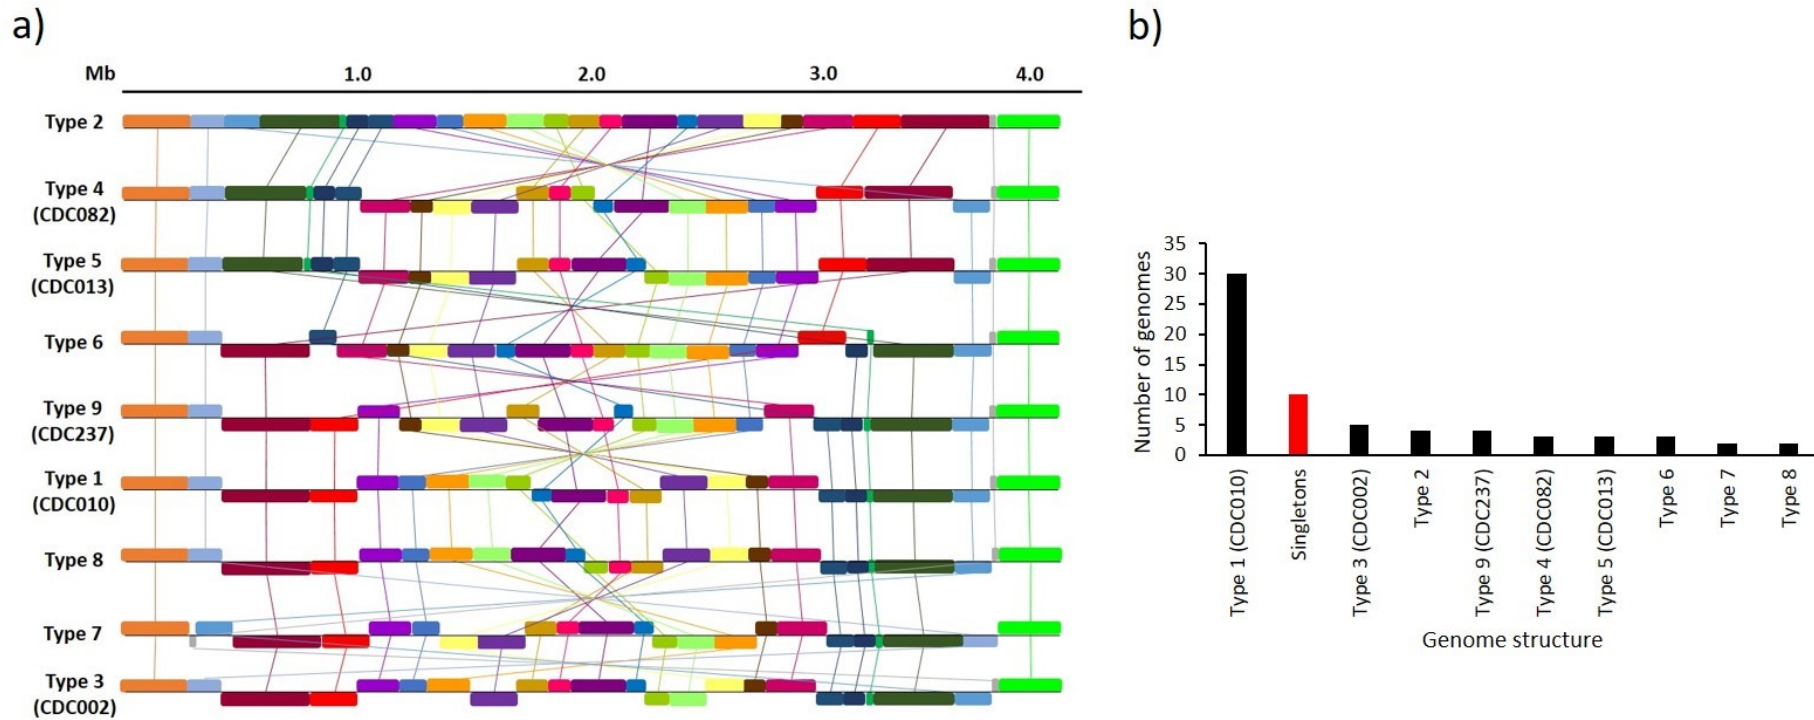 a)
Mb 1.0 2.0 3.0 4.0
Type 2
Type 4
(CDC082)
Type 5
(CDC013)
Type 6
Type 9
(CDC237)
Type 1
(CDC010)
Type 8
Type 7
Type 3
(CDC002)
b)
Number of genomes
35
30
25
20
15
10
5
0
Type 1 (CDC010)
Singletons
Type 3 (CDC002)
Type 2
Type 9 (CDC237)
Type 4 (CDC082)
Type 5 (CDC013)
Type 6
Type 7
Type 8
Genome structure